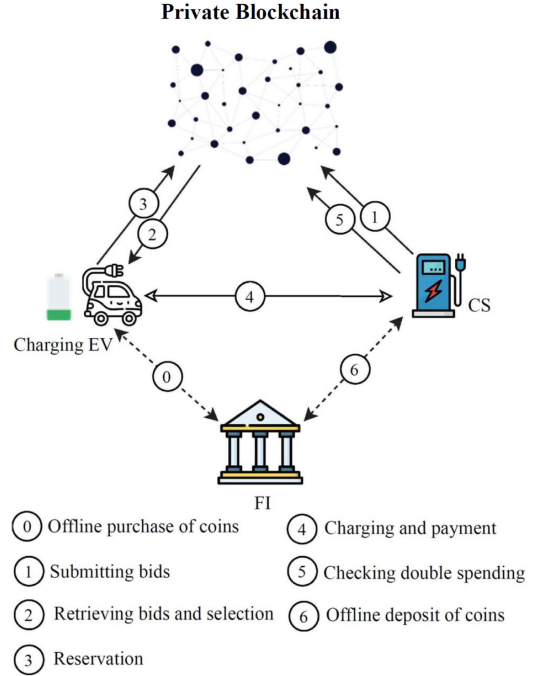 Private Blockchain
3
2
5
1
4
Charging EV
CS
0
6
FI
0 Offline purchase of coins
4 Charging and payment
1 Submitting bids
5 Checking double spending
2 Retrieving bids and selection
6 Offline deposit of coins
3 Reservation